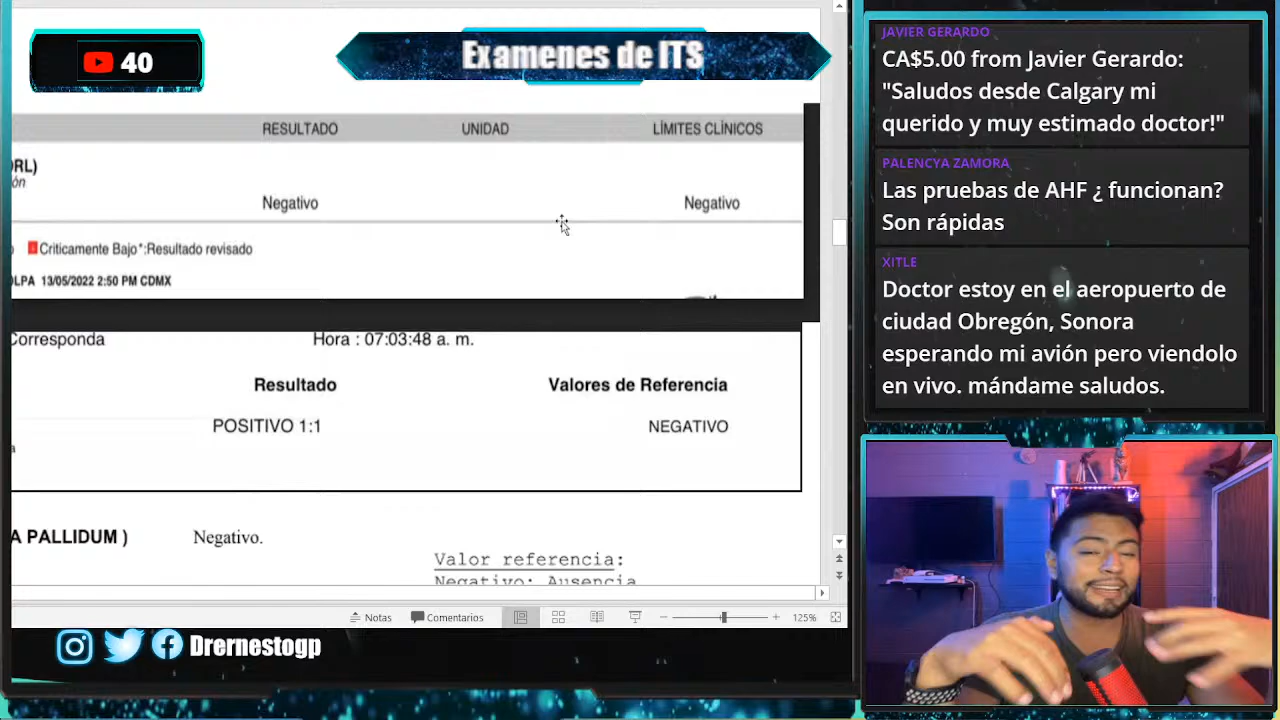 40
Examenes de ITS
RESULTADO UNIDAD LÍMITES CLÍNICOS
DRL)
ón
Negativo Negativo
Criticamente Bajo*:Resultado revisado
OLPA 13/05/2022 2:50 PM CDMX
Corresponda Hora : 07:03:48 a. m.
Resultado Valores de Referencia
POSITIVO 1:1 NEGATIVO
a
A PALLIDUM ) Negativo.
Valor referencia:
Negativo: Ausencia
Notas Comentarios 125%
Drernestogp
JAVIER GERARDO
CA$5.00 from Javier Gerardo:
"Saludos desde Calgary mi
querido y muy estimado doctor!"
PALENCYA ZAMORA
Las pruebas de AHF ¿ funcionan?
Son rápidas
XITLE
Doctor estoy en el aeropuerto de
ciudad Obregón, Sonora
esperando mi avión pero viendolo
en vivo. mándame saludos.